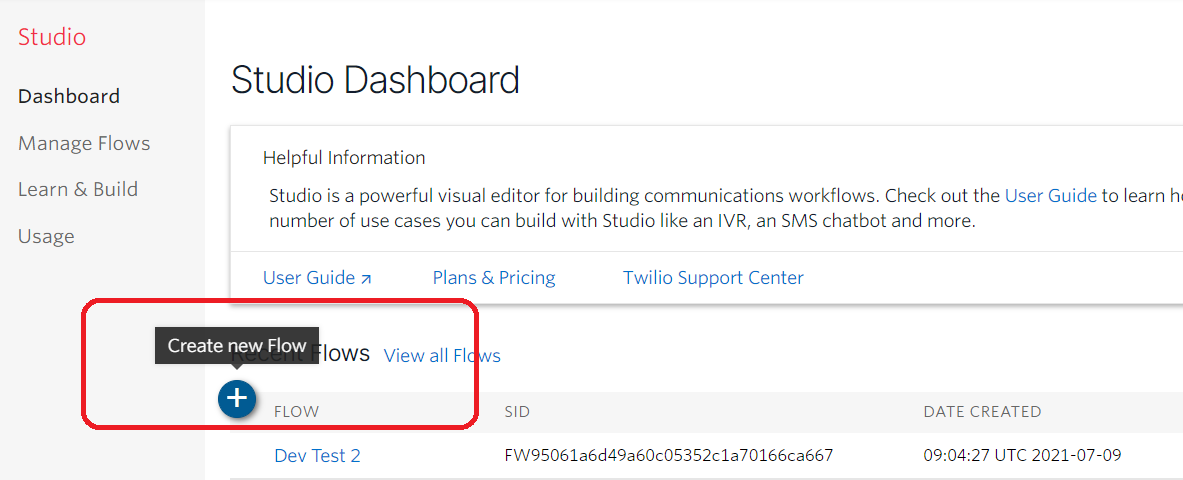 Studio
Dashboard
Manage Flows
Learn & Build
Usage
Studio Dashboard
Helpful Information
Studio is a powerful visual editor for building communications workflows. Check out the User Guide to learn
number of use cases you can build with Studio like an IVR, an SMS chatbot and more.
User Guide ↗ Plans & Pricing Twilio Support Center
Create new Flow
Recent Flows View all Flows
+
FLOW SID DATE CREATED
Dev Test 2 FW95061a6d49a60c05352c1a70166ca667 09:04:27 UTC 2021-07-09